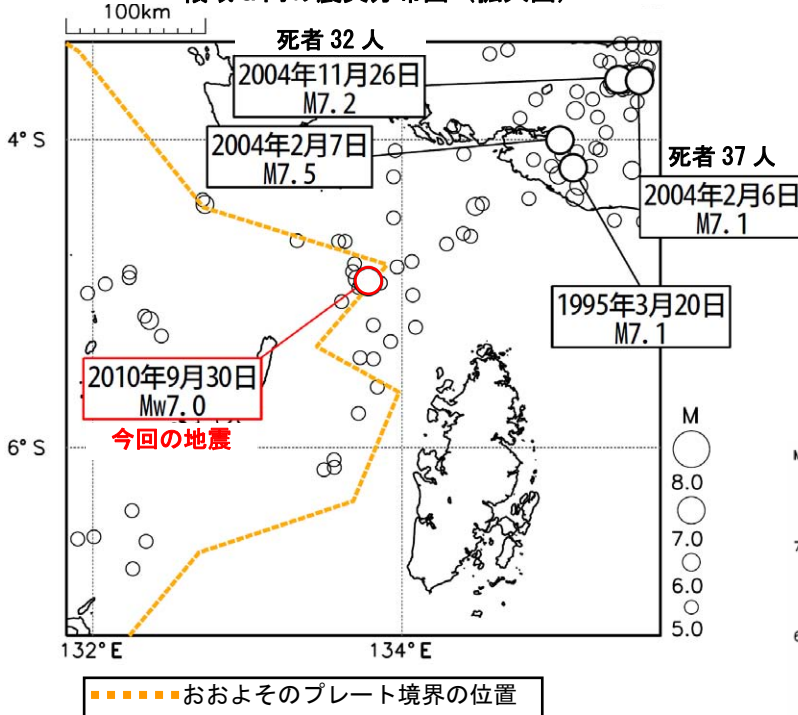 100km
死者 32 人
2004年11月26日
M7.2
4° S
2004年2月7日
M7.5
死者 37 人
2004年2月6日
M7.1
1995年3月20日
M7.1
2010年9月30日
Mw7.0
今回の地震
6° S
M
8.0
7.0
6.0
5.0
132° E
134° E
おおよそのプレート境界の位置